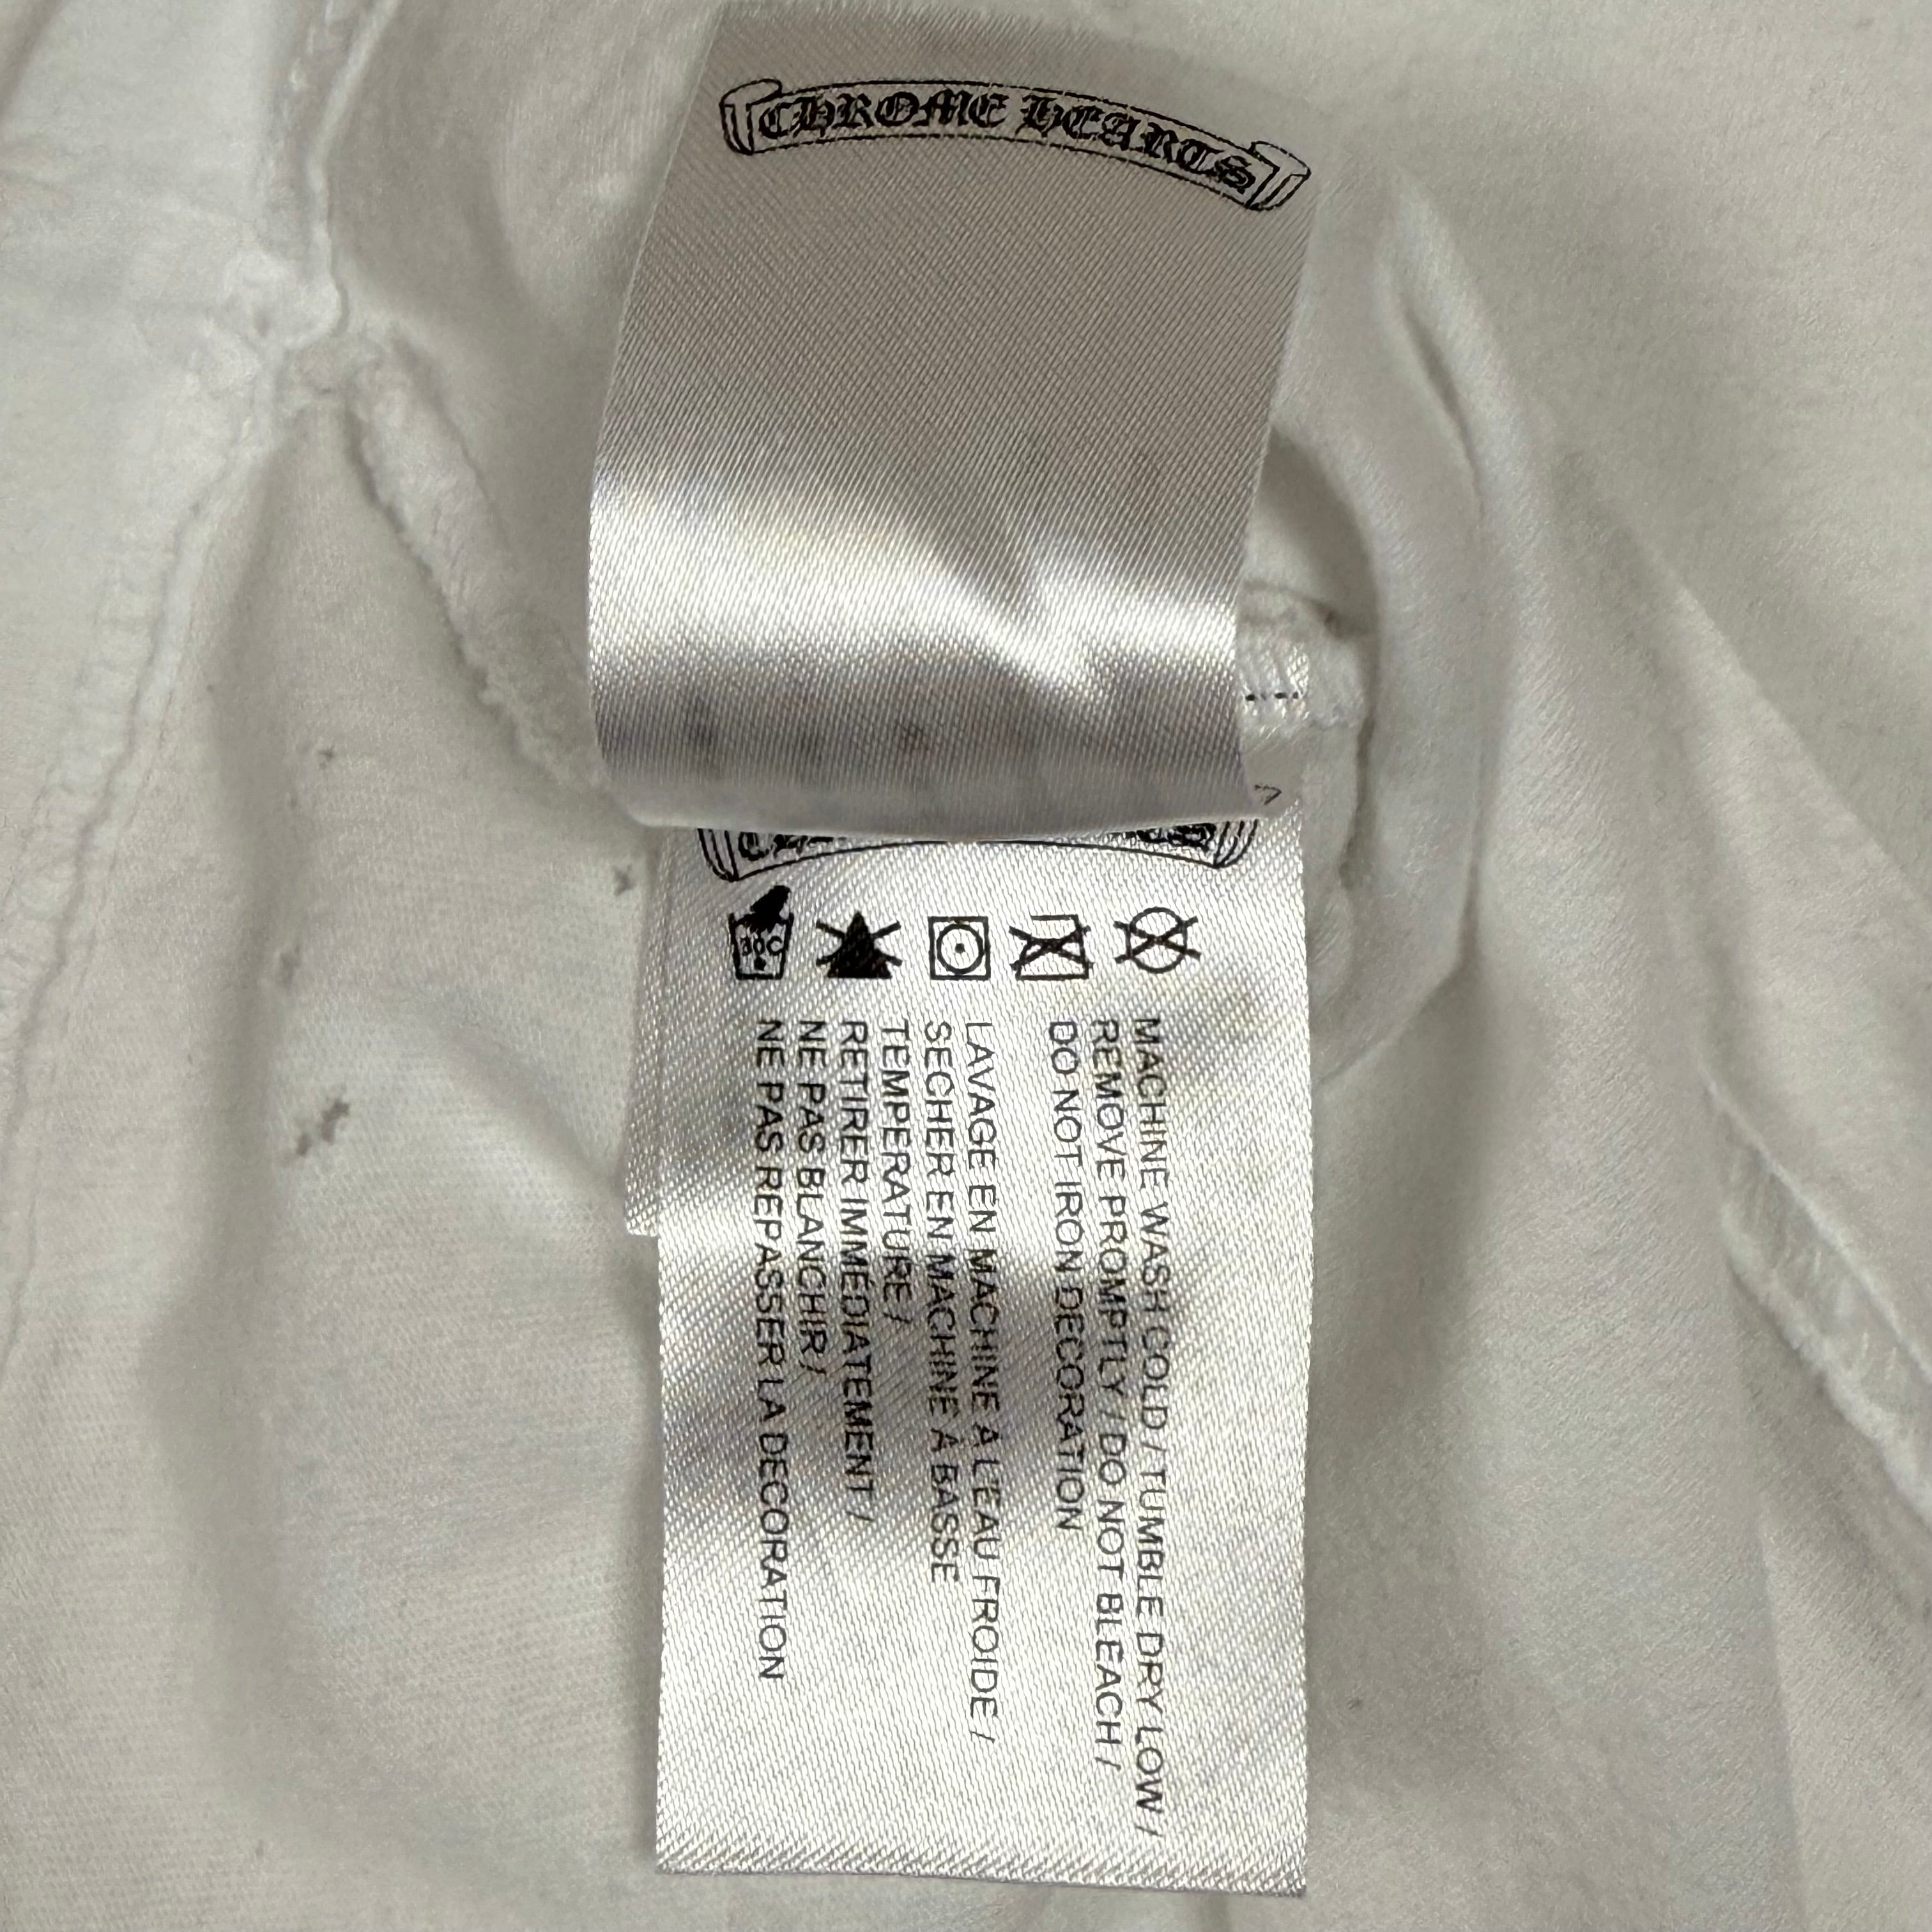 CHROME HEARTS
30C
MACHINE WASH COLD / TUMBLE DRY LOW /
REMOVE PROMPTLY / DO NOT BLEACH /
DO NOT IRON DECORATION
LAVAGE EN MACHINE A L'EAU FROIDE /
SECHER EN MACHINE À BASSE
TEMPERATURE /
RETIRER IMMÉDIATEMENT /
NE PAS BLANCHIR /
NE PAS REPASSER LA DECORATION